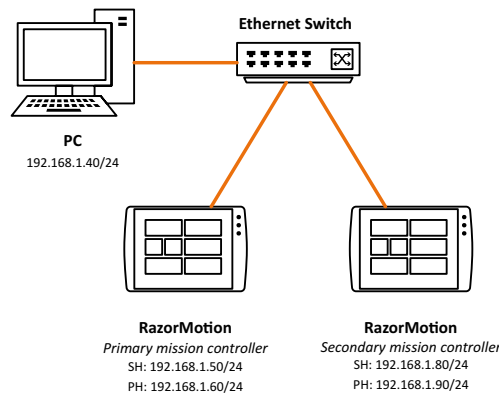 Ethernet Switch
PC
192.168.1.40/24
RazorMotion
Primary mission controller
SH: 192.168.1.50/24
PH: 192.168.1.60/24
RazorMotion
Secondary mission controller
SH: 192.168.1.80/24
PH: 192.168.1.90/24